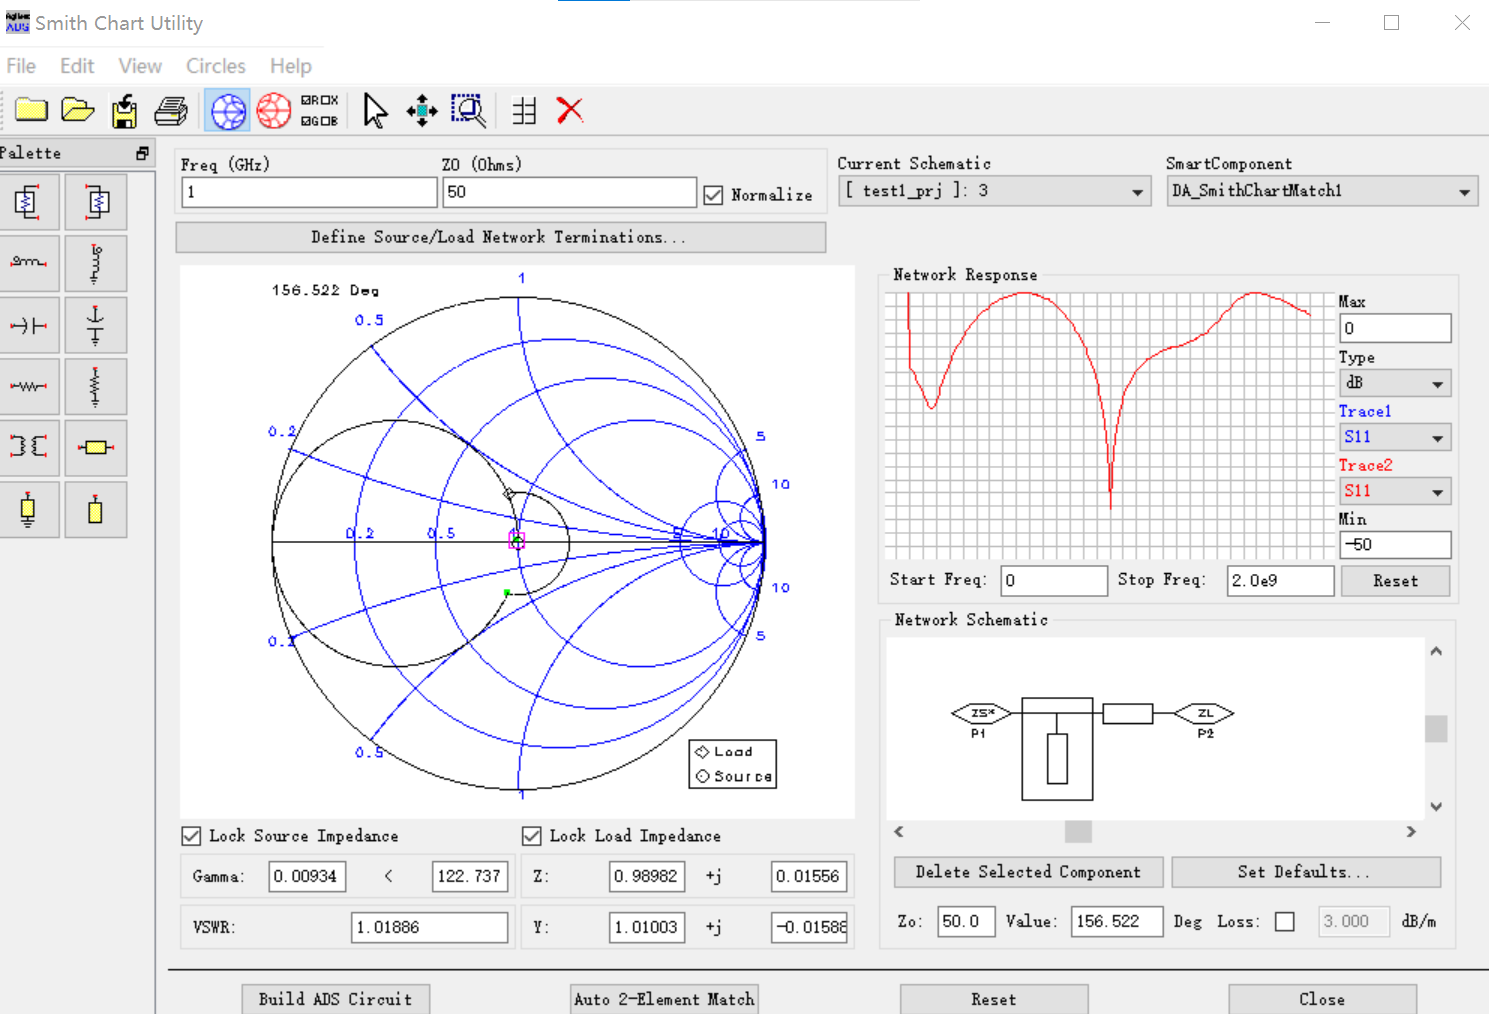 Agilent
ADS
Smith Chart Utility
File Edit View Circles Help
RO X
GO B
Palette
Freq (GHz) Z0 (Ohms)
1 50 Normalize
Current Schematic SmartComponent
[ test1_prj ]: 3 DA_SmithChartMatch1
Define Source/Load Network Terminations...
156.522 Deg
1
0.5
0.2
5
10
0.2 0.5 1 5 10
10
0.2
5
0.5
1
Load
Source
Network Response
Max
0
Type
dB
Trace1
S11
Trace2
S11
Min
-50
Start Freq: 0 Stop Freq: 2.0e9 Reset
Network Schematic
ZS* ZL
P1 P2
Lock Source Impedance Lock Load Impedance
Gamma: 0.00934 < 122.737 Z: 0.98982 +j 0.01556
VSWR: 1.01886 Y: 1.01003 +j -0.01588
Delete Selected Component Set Defaults...
Zo: 50.0 Value: 156.522 Deg Loss: 3.000 dB/m
Build ADS Circuit Auto 2-Element Match Reset Close